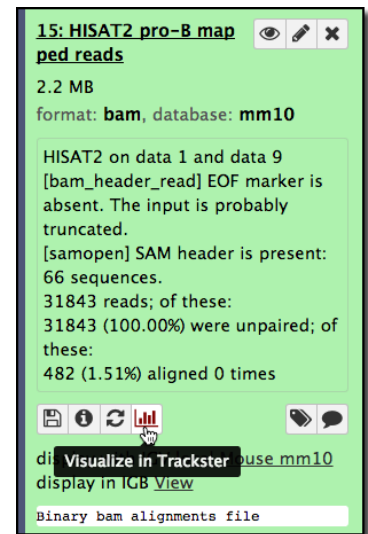 15: HISAT2 pro-B map
ped reads
2.2 MB
format: bam, database: mm10
HISAT2 on data 1 and data 9
[bam_header_read] EOF marker is
absent. The input is probably
truncated.
[samopen] SAM header is present:
66 sequences.
31843 reads; of these:
31843 (100.00%) were unpaired; of
these:
482 (1.51%) aligned 0 times
Visualize in Trackster
use mm10
display in IGB View
Binary bam alignments file